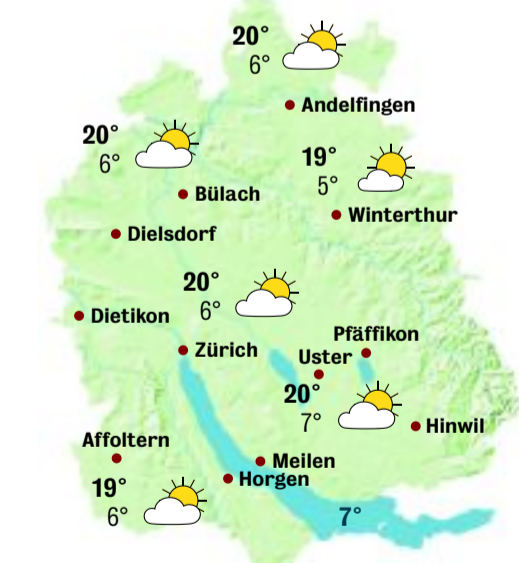 20°
6°
Andelfingen
20°
6°
19°
5°
Bülach
Winterthur
Dielsdorf
20°
6°
Dietikon
Zürich
Pfäffikon
Uster
20°
7°
Hinwil
Affoltern
19°
6°
Meilen
Horgen
7°